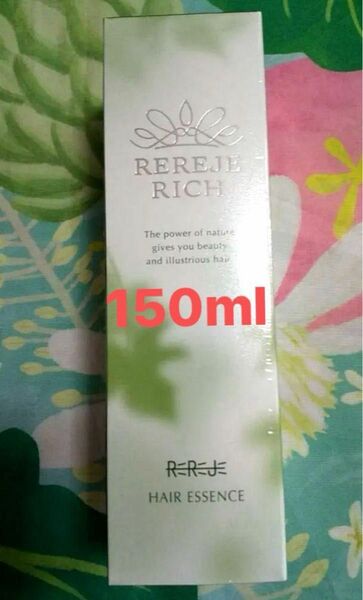 REREJE
RICH
The power of nature
gives you beauty
and illustrious hair
150ml
REREJE
HAIR ESSENCE